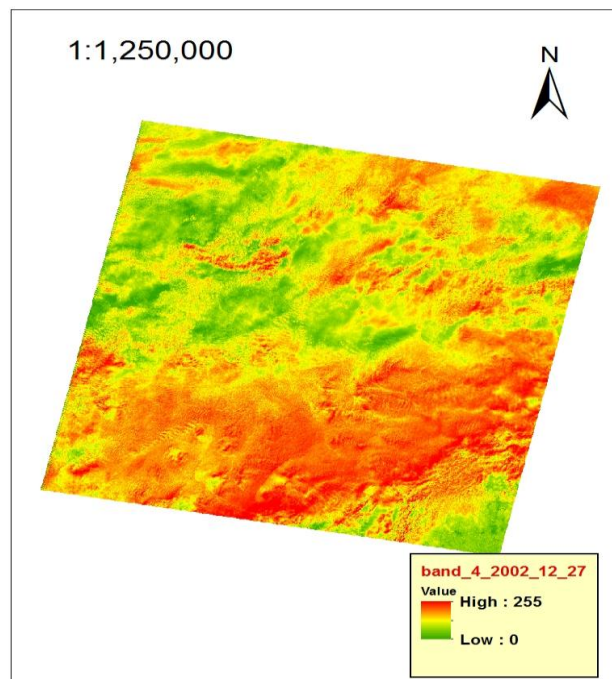 1:1,250,000
N
band_4_2002_12_27
Value
High : 255
Low : 0